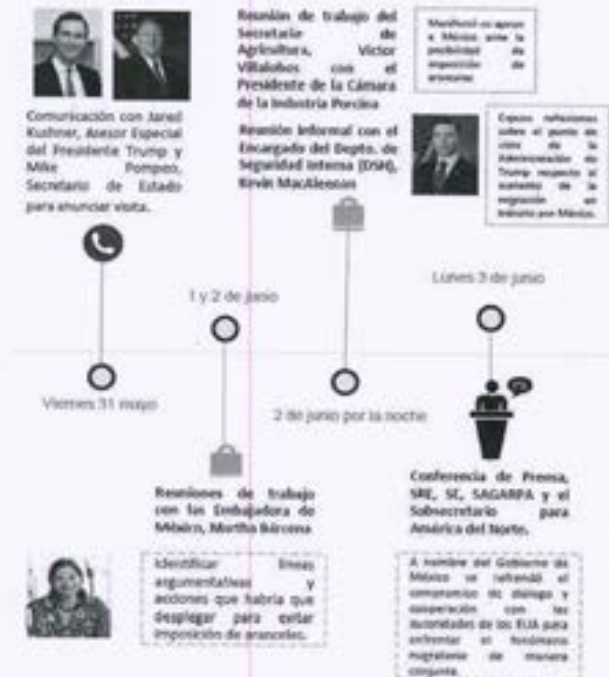 Comunicación con Jared
Kushner, Asesor Especial
del Presidente Trump y
Mike Pompeo,
Secretario de Estado
para anunciar visita.
Viernes 31 mayo
1 y 2 de junio
Reuniones de trabajo
con las Embajadora de
México, Martha Bárcena
Identificar líneas
argumentativas y
acciones que habría que
desplegar para evitar
imposición de aranceles.
Reunión de trabajo del
Secretario de
Agricultura, Víctor
Villalobos con el
Presidente de la Cámara
de la Industria Porcina
Manifestó su apoyo
a México ante la
posibilidad de
imposición de
aranceles
Reunión informal con el
Encargado del Depto. de
Seguridad Interna (DSH),
Kevin MacAleenan
Expuso reflexiones
sobre el punto de
vista de la
Administración de
Trump respecto al
aumento de la
migración en
tránsito por México.
2 de junio por la noche
Lunes 3 de junio
Conferencia de Prensa,
SRE, SE, SAGARPA y el
Subsecretario para
América del Norte.
A nombre del Gobierno de
México se refrendó el
compromiso de diálogo y
cooperación con las
autoridades de los EUA para
enfrentar el fenómeno
migratorio de manera
conjunta.